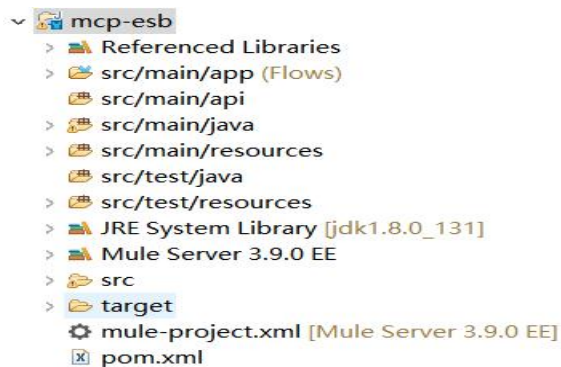 mcp-esb
Referenced Libraries
src/main/app (Flows)
src/main/api
src/main/java
src/main/resources
src/test/java
src/test/resources
JRE System Library [jdk1.8.0_131]
Mule Server 3.9.0 EE
src
target
mule-project.xml [Mule Server 3.9.0 EE]
pom.xml